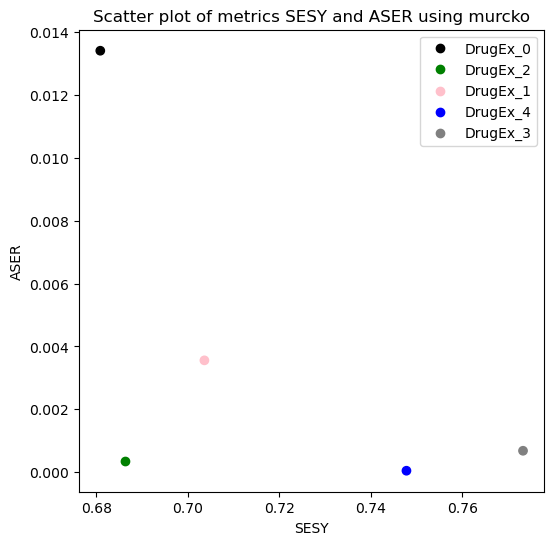 Scatter plot of metrics SESY and ASER using murcko
DrugEx_0
DrugEx_2
DrugEx_1
DrugEx_4
DrugEx_3
0.014
0.012
0.010
0.008
0.006
0.004
0.002
0.000
ASER
0.68
0.70
0.72
0.74
0.76
SESY